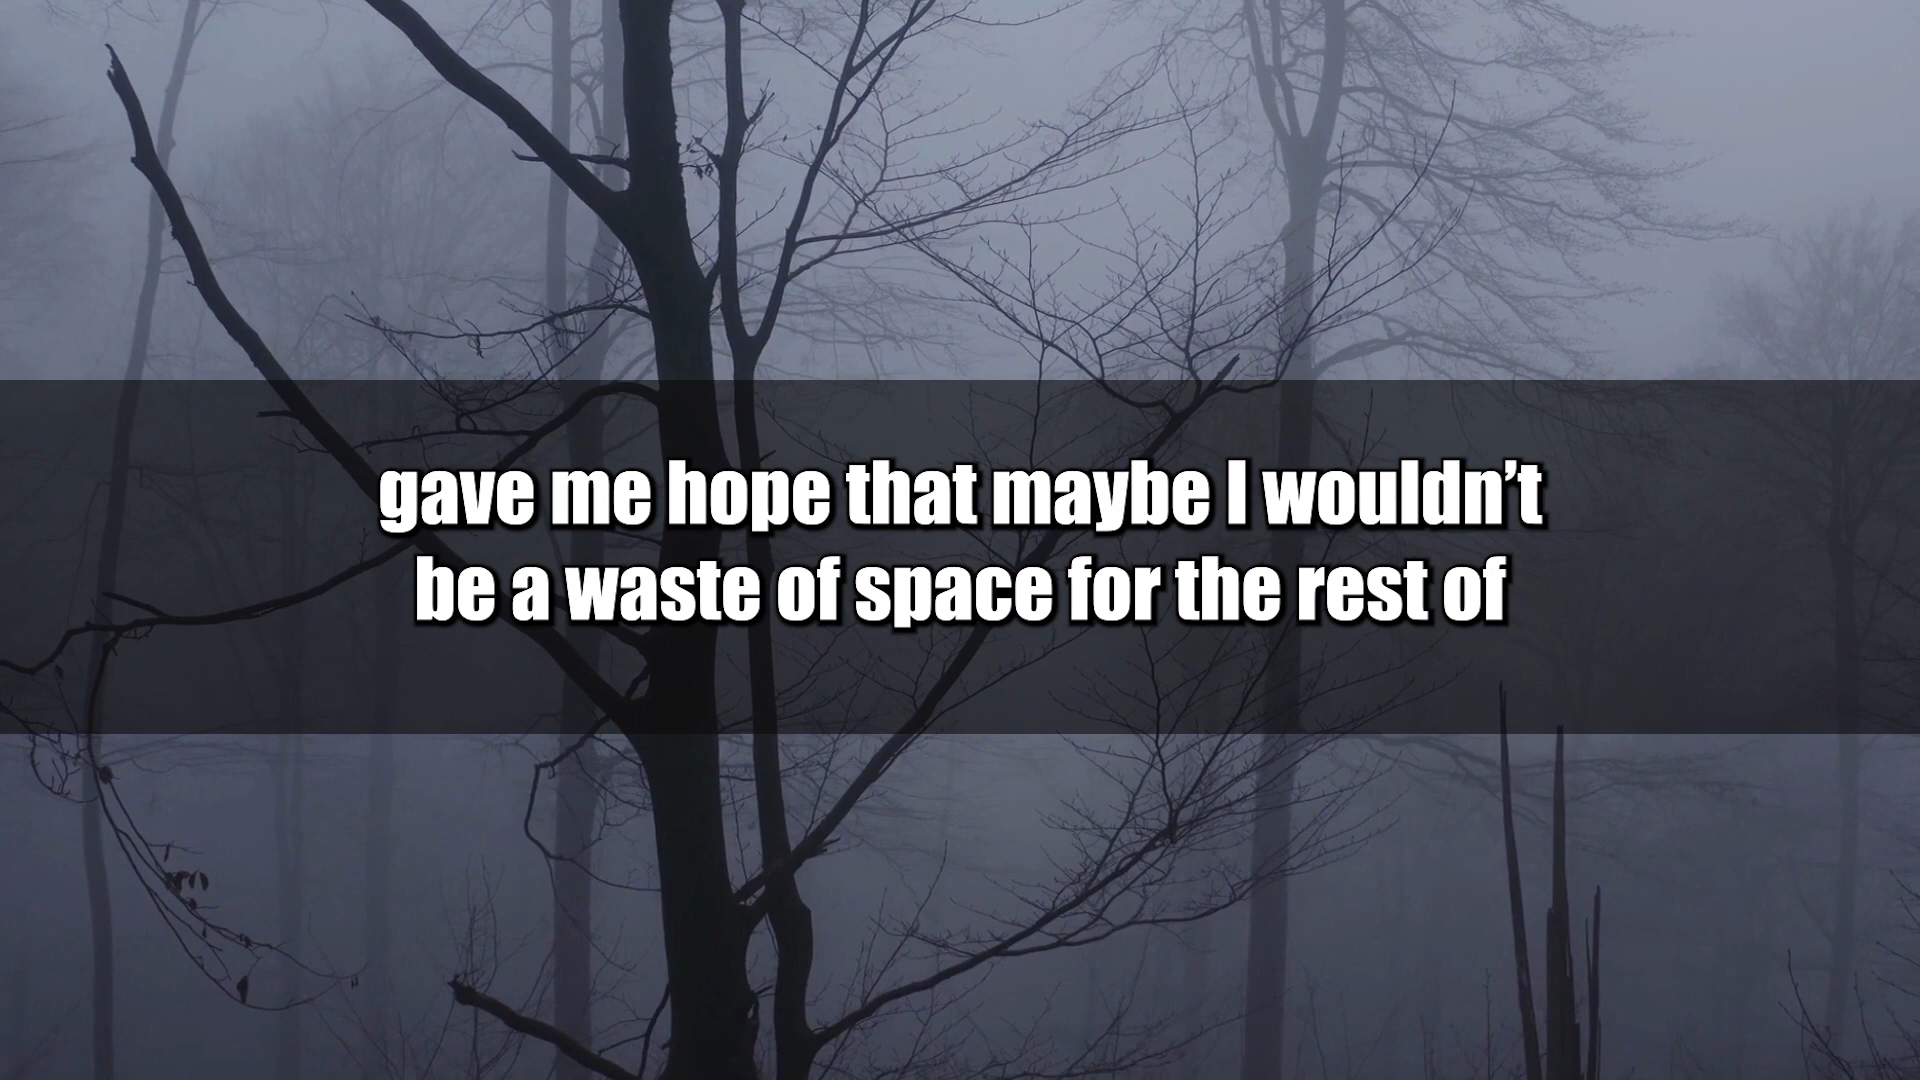 gave me hope that maybe I wouldn’t
be a waste of space for the rest of